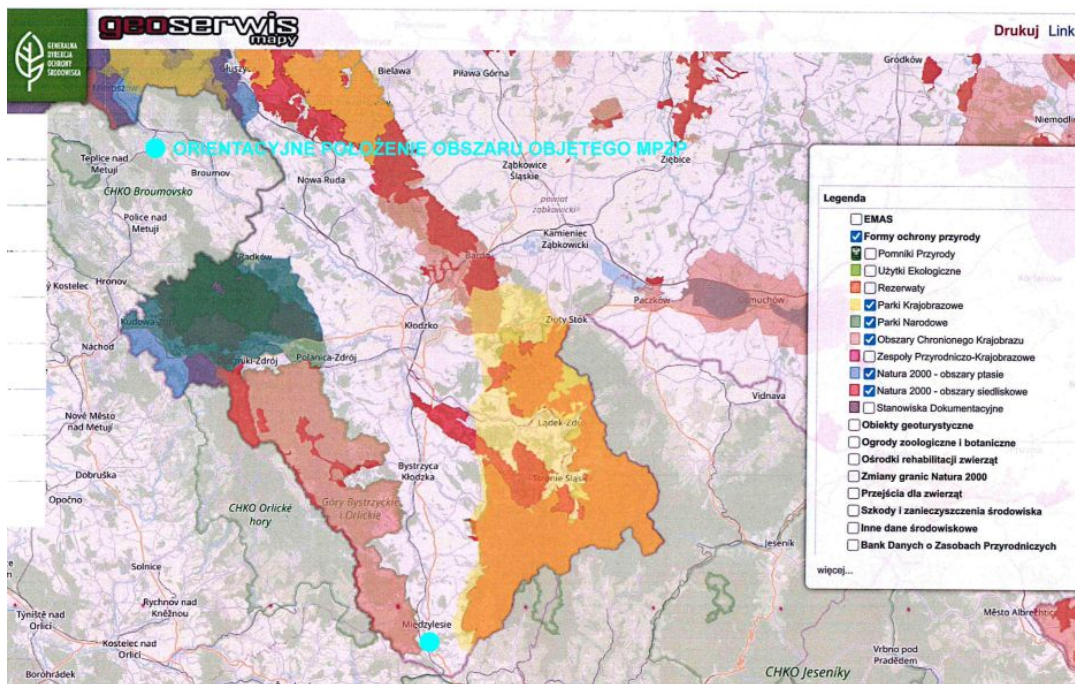 GENERALNA
DYREKCJA
OCHRONY
ŚRODOWISKA
geoserwis
mapy
Drukuj Link
Bielawa
Piława Górna
Gródków
Niemodlin
ORIENTACYJNE POŁOŻENIE OBSZARU OBJĘTEGO MPZP
Teplice nad
Metují
Broumov
CHKO Broumovsko
Nowa Ruda
Ząbkowice
Śląskie
Ziębice
powiat
ząbkowicki
Police nad
Metují
Kamieniec
Ząbkowicki
Radków
Bardo
Hronov
Kostelec
Paczków
Kłodzko
Złoty Stok
Náchod
Polanica-Zdrój
Nové Město
nad Metují
Vidnava
Lądek-Zdr
Dobruška
Bystrzyca
Kłodzka
Stronie Śląsk
Opočno
CHKO Orlické
hory
Góry Bystrzyckie
i Orlickie
Jeseník
Solnice
Týniště nad
Orlicí
Rychnov nad
Kněžnou
Międzylesie
Kostelec nad
Orlicí
Borohrádek
CHKO Jeseníky
Vrbno pod
Pradědem
Město Albrechtice
Legenda
EMAS
Formy ochrony przyrody
Pomniki Przyrody
Użytki Ekologiczne
Rezerwaty
Parki Krajobrazowe
Parki Narodowe
Obszary Chronionego Krajobrazu
Zespoły Przyrodniczo-Krajobrazowe
Natura 2000 - obszary ptasie
Natura 2000 - obszary siedliskowe
Stanowiska Dokumentacyjne
Obiekty geoturystyczne
Ogrody zoologiczne i botaniczne
Ośrodki rehabilitacji zwierząt
Zmiany granic Natura 2000
Przejścia dla zwierząt
Szkody i zanieczyszczenia środowiska
Inne dane środowiskowe
Bank Danych o Zasobach Przyrodniczych
więcej...